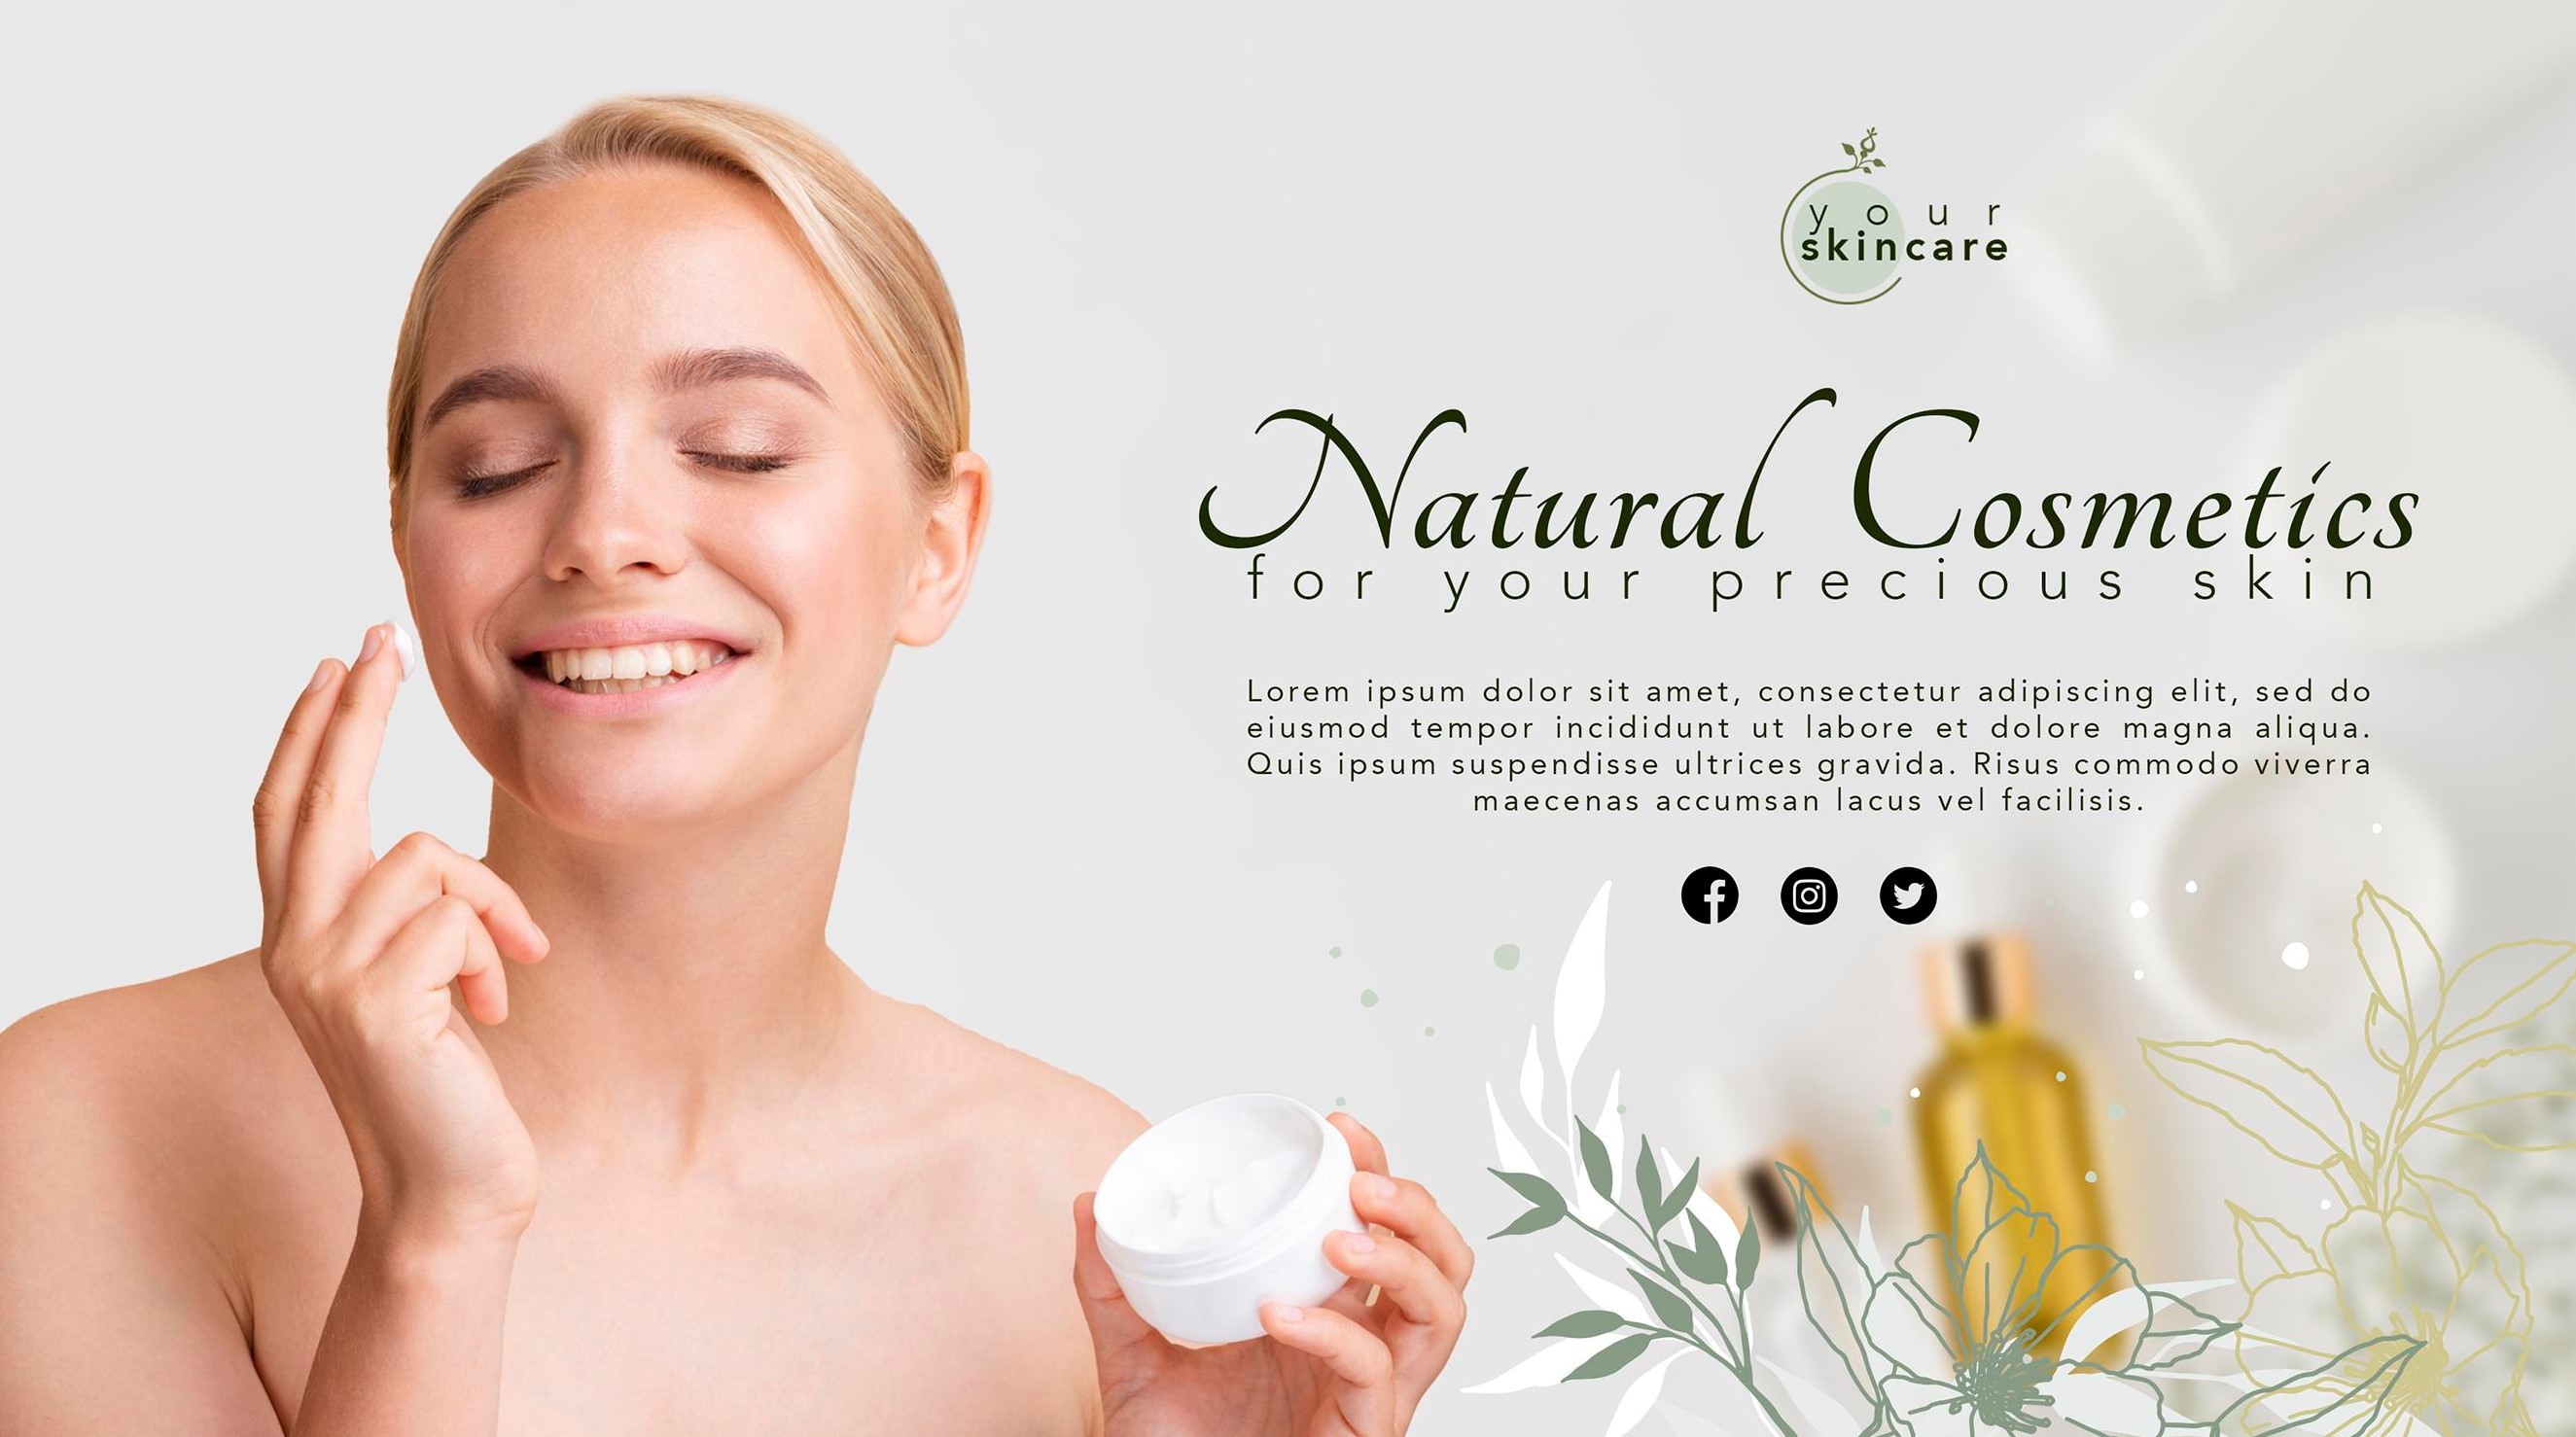 your
skincare
Natural Cosmetics
for your precious skin
Lorem ipsum dolor sit amet, consectetur adipiscing elit, sed do
eiusmod tempor incididunt ut labore et dolore magna aliqua.
Quis ipsum suspendisse ultrices gravida. Risus commodo viverra
maecenas accumsan lacus vel facilisis.